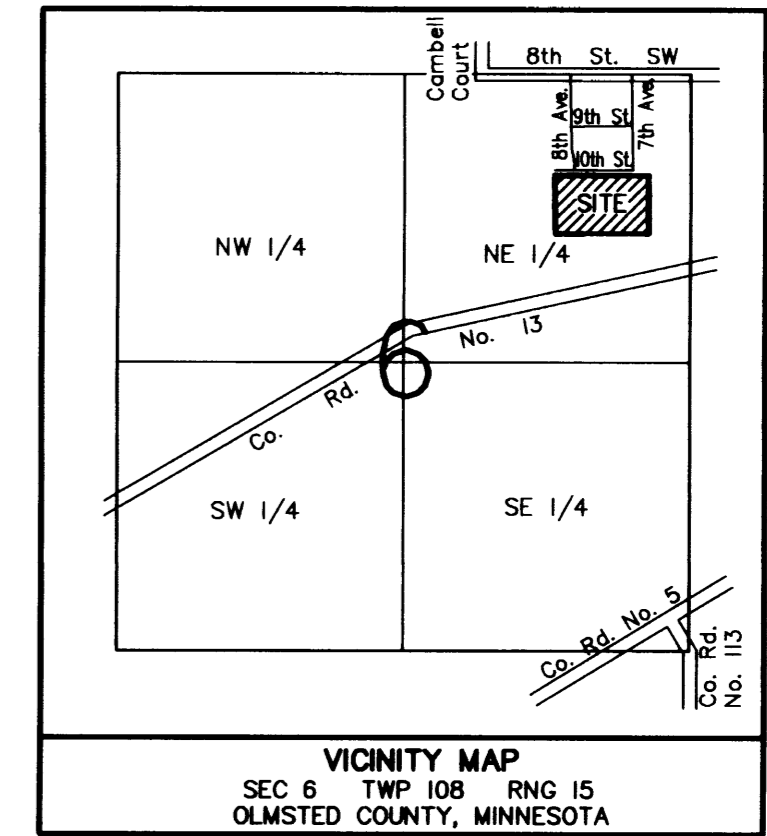 Cambell
Court
8th St. SW
8th Ave.
7th Ave.
9th St.
10th St.
SITE
NW 1/4
NE 1/4
No. 13
6
Co. Rd.
SW 1/4
SE 1/4
Co. Rd. No. 5
Co. Rd.
No. 113
VICINITY MAP
SEC 6 TWP 108 RNG 15
OLMSTED COUNTY, MINNESOTA